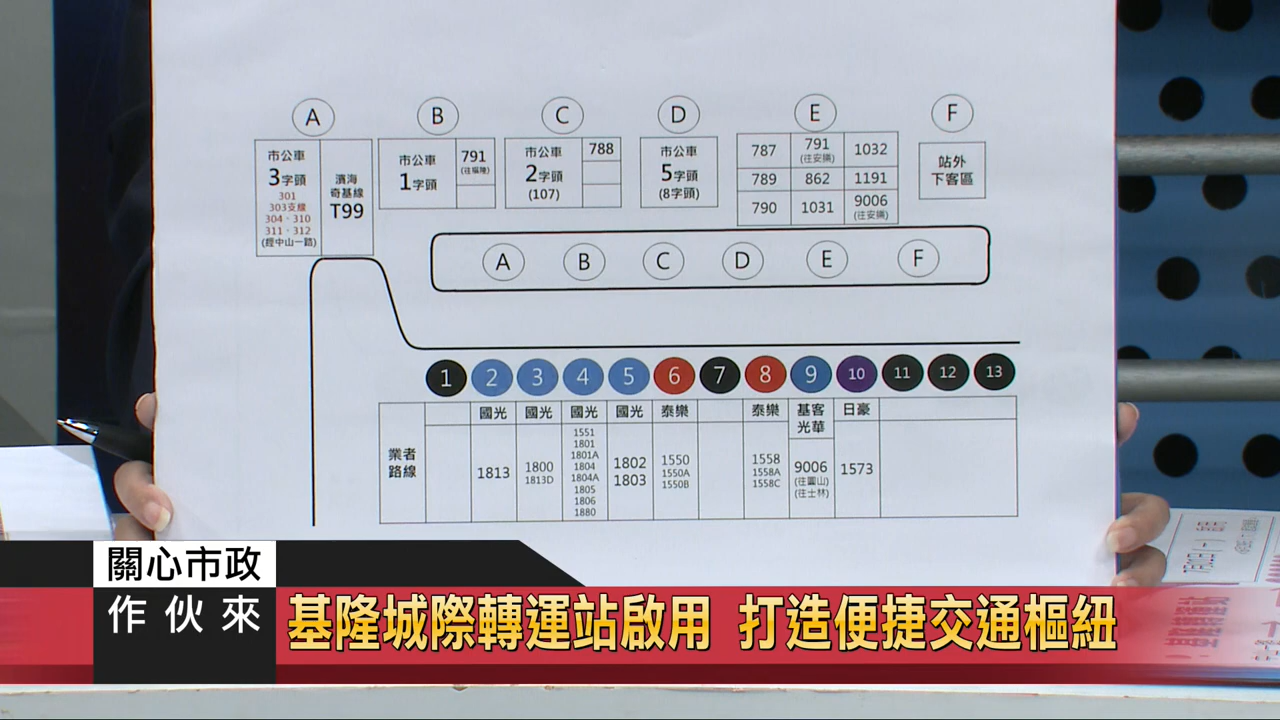 A
B
C
D
E
F
市公車
3字頭
301
303支線
304、310
311、312
(經中山一路)
濱海
奇基線
T99
市公車
1字頭
791
(往福隆)
市公車
2字頭
(107)
788
市公車
5字頭
(8字頭)
787
791
(往安樂)
1032
789
862
1191
790
1031
9006
(往安樂)
站外
下客區
A B C D E F
1 2 3 4 5 6 7 8 9 10 11 12 13
業者
路線
國光
1813
國光
1800
1813D
國光
1551
1801
1801A
1804
1804A
1805
1806
1880
國光
1802
1803
泰樂
1550
1550A
1550B
泰樂
1558
1558A
1558C
基客
光華
9006
(往圓山)
(往士林)
日豪
1573
關心市政
作伙來
基隆城際轉運站啟用 打造便捷交通樞紐